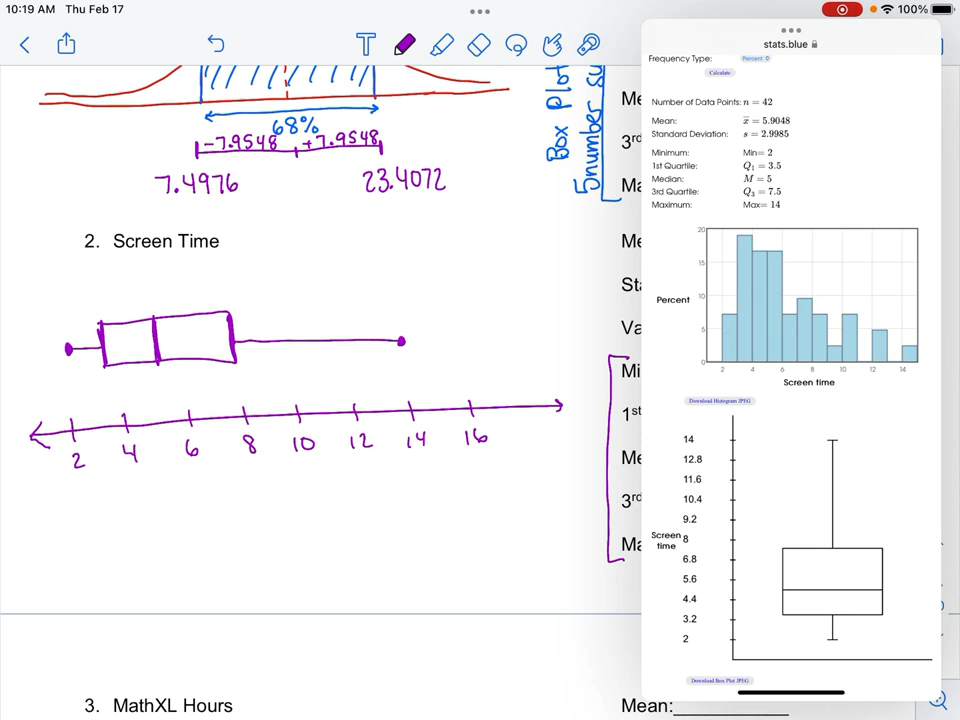 10:19 AM Thu Feb 17
100%
T
68%
-7.9548 +7.9548
7.4976 23.4072
Box Plot
5number su
Me
3rd
Ma
2. Screen Time
2 4 6 8 10 12 14 16
Me
Sta
Va
Mi
1st
Me
3rd
Ma
3. MathXL Hours
Mean:
stats.blue
Frequency Type: Percent
Calculate
Number of Data Points: n = 42
Mean: x̅ = 5.9048
Standard Deviation: s = 2.9985
Minimum: Min= 2
1st Quartile: Q₁ = 3.5
Median: M = 5
3rd Quartile: Q₃ = 7.5
Maximum: Max= 14
20
15
Percent
10
5
0
2 4 6 8 10 12 14
Screen time
Download Histogram JPEG
14
12.8
11.6
10.4
9.2
Screen time
8
6.8
5.6
4.4
3.2
2
Download Box Plot JPEG